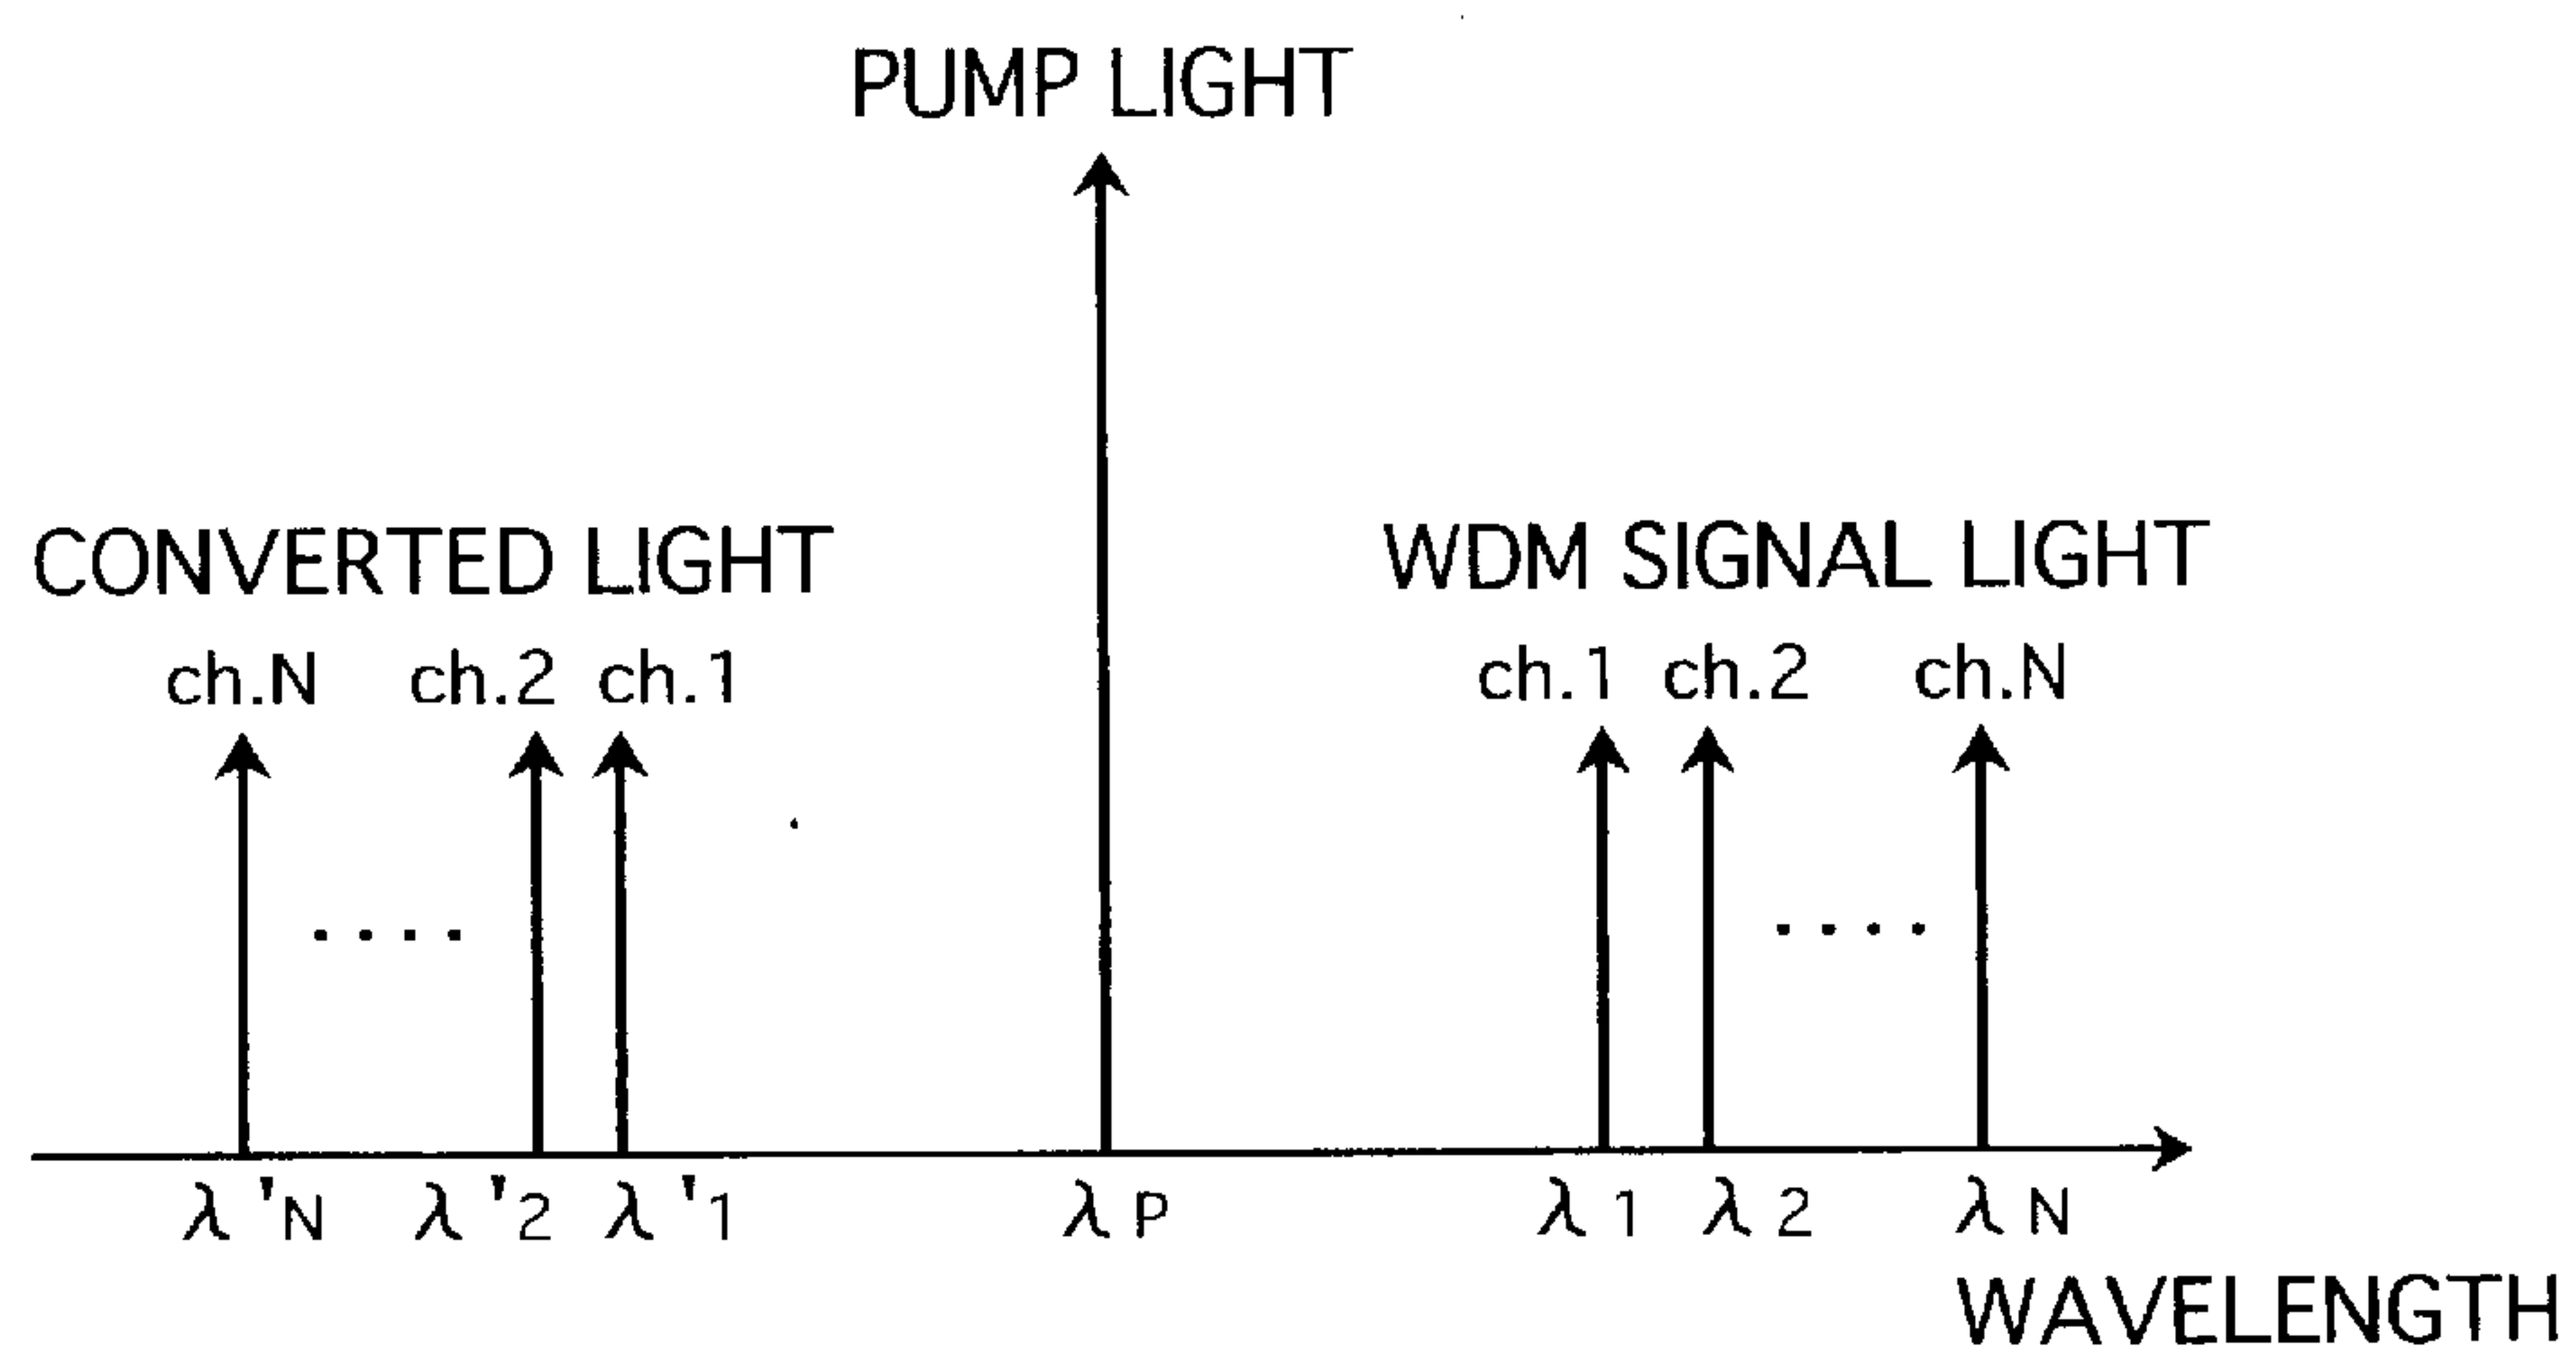 PUMP LIGHT
CONVERTED LIGHT
WDM SIGNAL LIGHT
ch.N ch.2 ch.1
ch.1 ch.2 ch.N
λ'N λ'2 λ'1 λP λ1 λ2 λN
WAVELENGTH